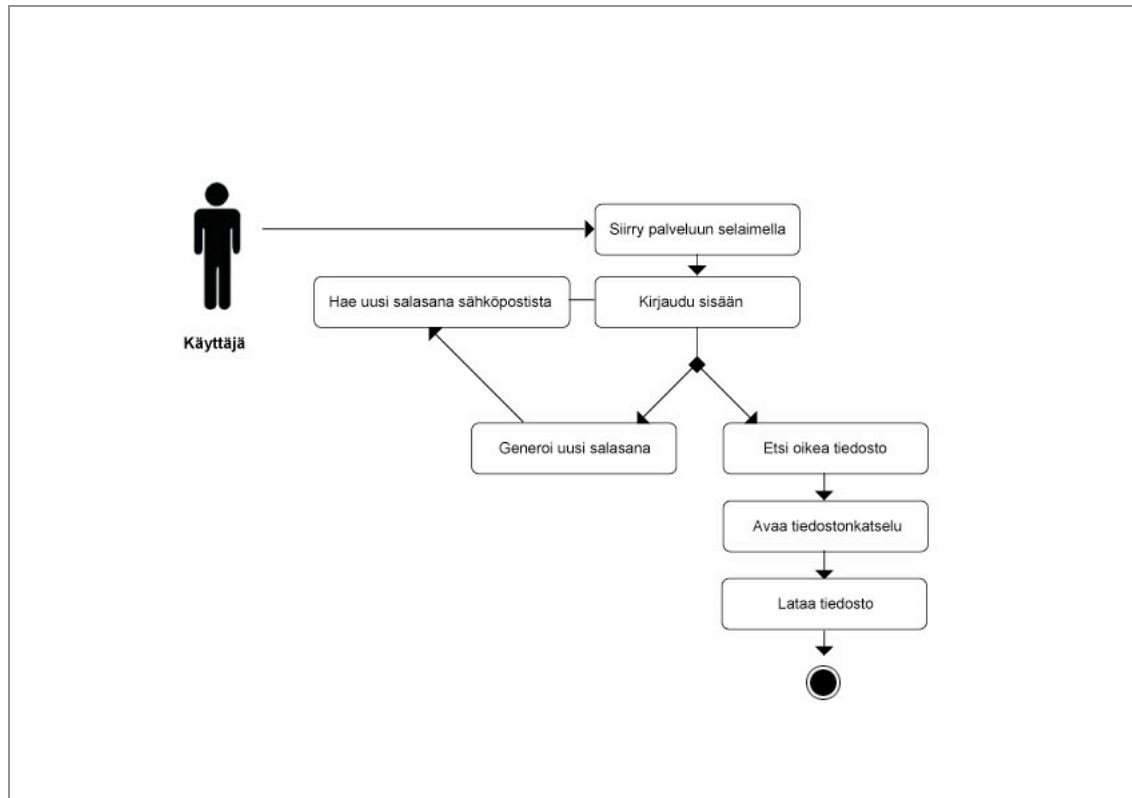 Siirry palveluun selaimella
Hae uusi salasana sähköpostista
Kirjaudu sisään
Käyttäjä
Generoi uusi salasana
Etsi oikea tiedosto
Avaa tiedostonkatselu
Lataa tiedosto